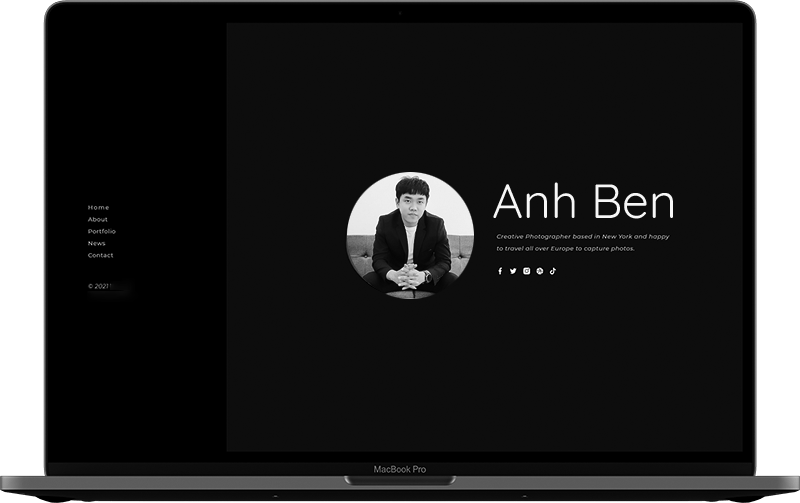 Home
About
Portfolio
News
Contact
© 2021
Anh Ben
Creative Photographer based in New York and happy
to travel all over Europe to capture photos.
MacBook Pro